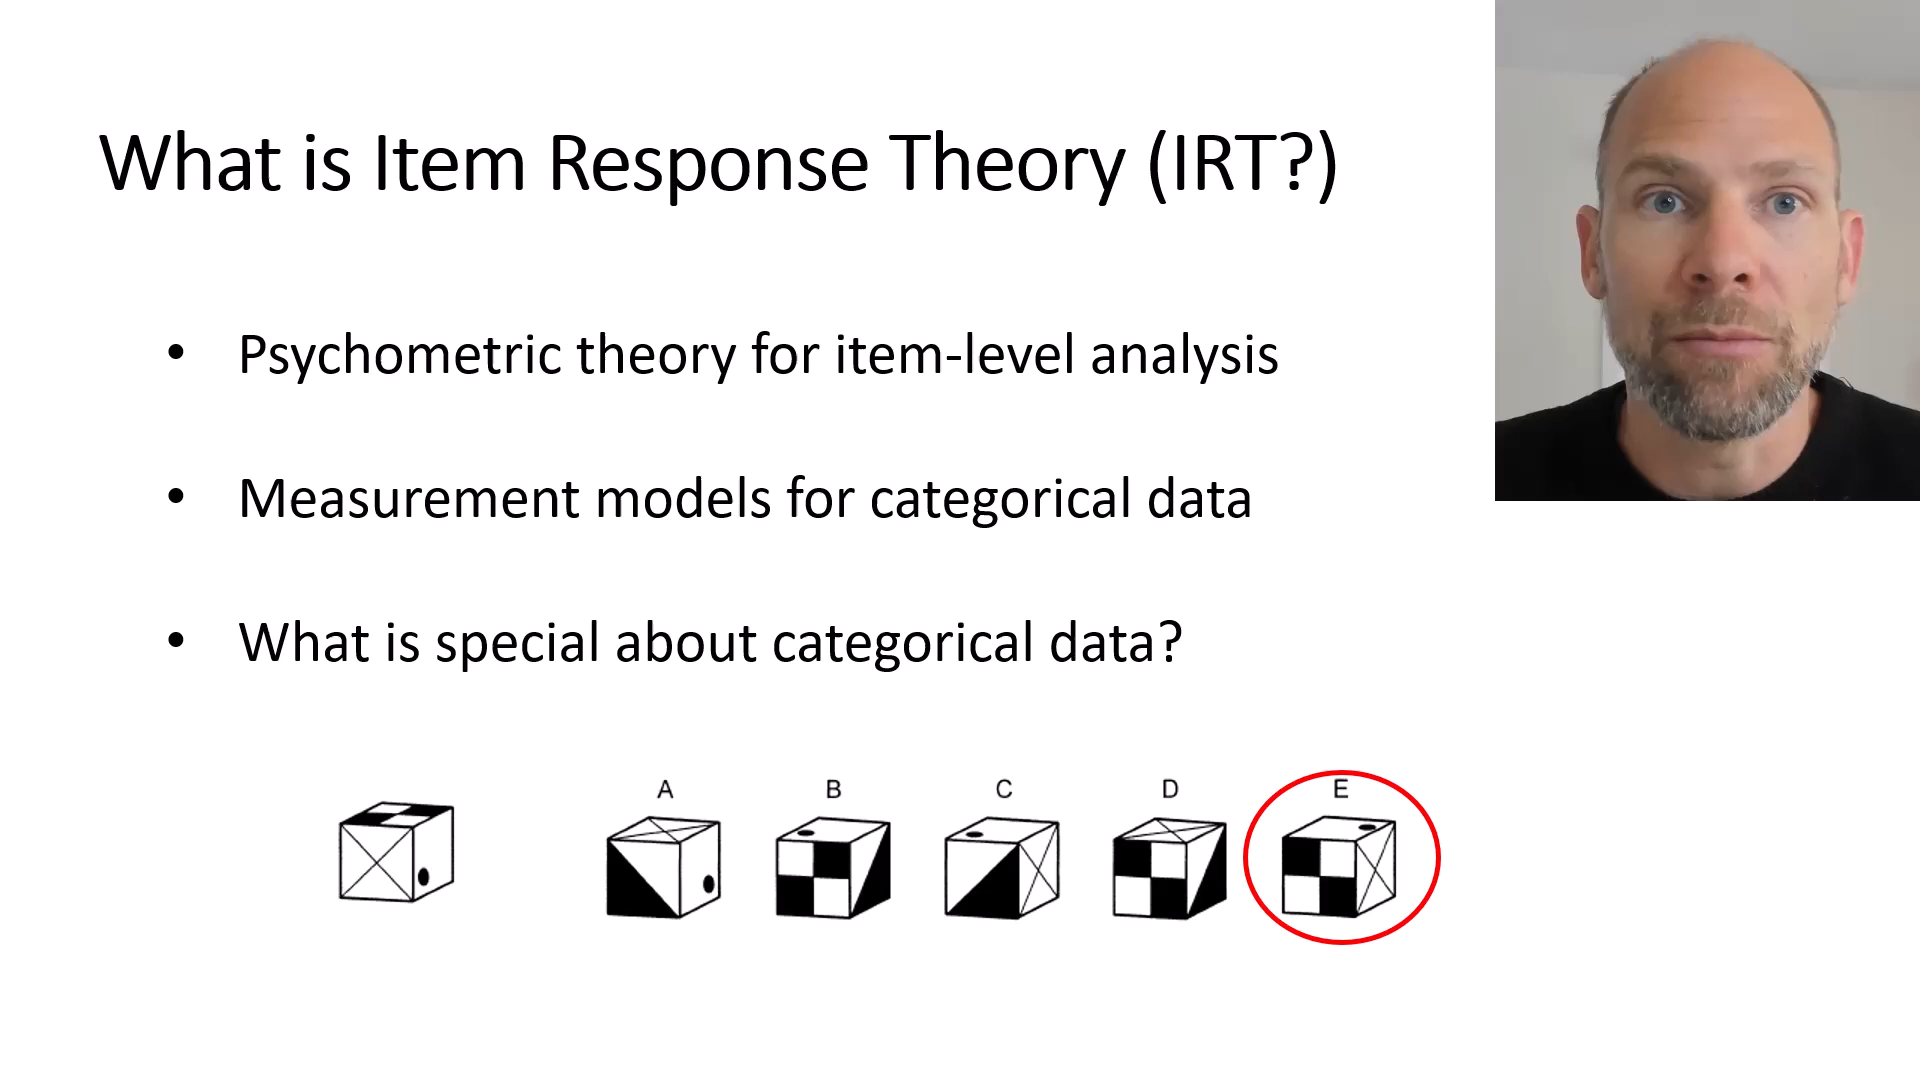 What is Item Response Theory (IRT?)
• Psychometric theory for item-level analysis
• Measurement models for categorical data
• What is special about categorical data?
A B C D E